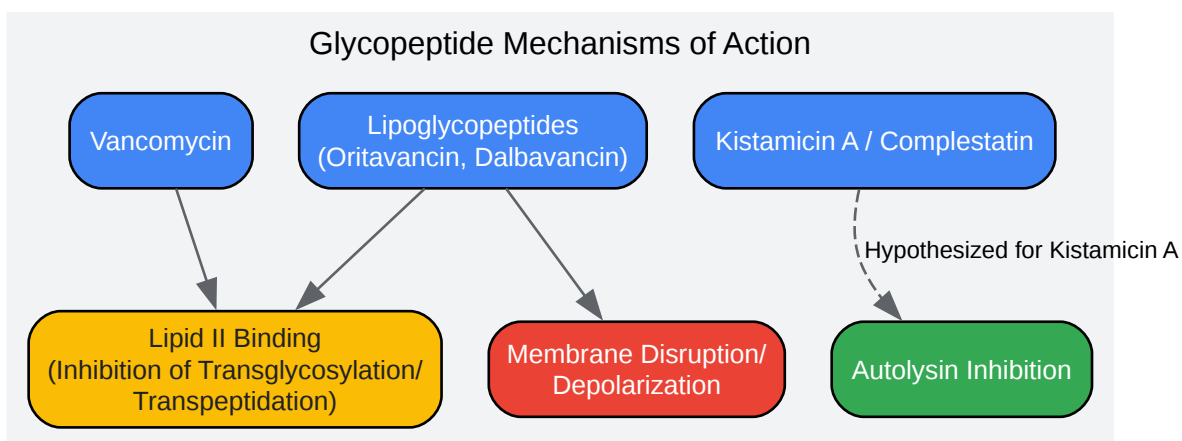 Glycopeptide Mechanisms of Action
Vancomycin
Lipoglycopeptides
(Oritavancin, Dalbavancin)
Kistamicin A / Complestatin
Hypothesized for Kistamicin A
Lipid II Binding
(Inhibition of Transglycosylation/
Transpeptidation)
Membrane Disruption/
Depolarization
Autolysin Inhibition